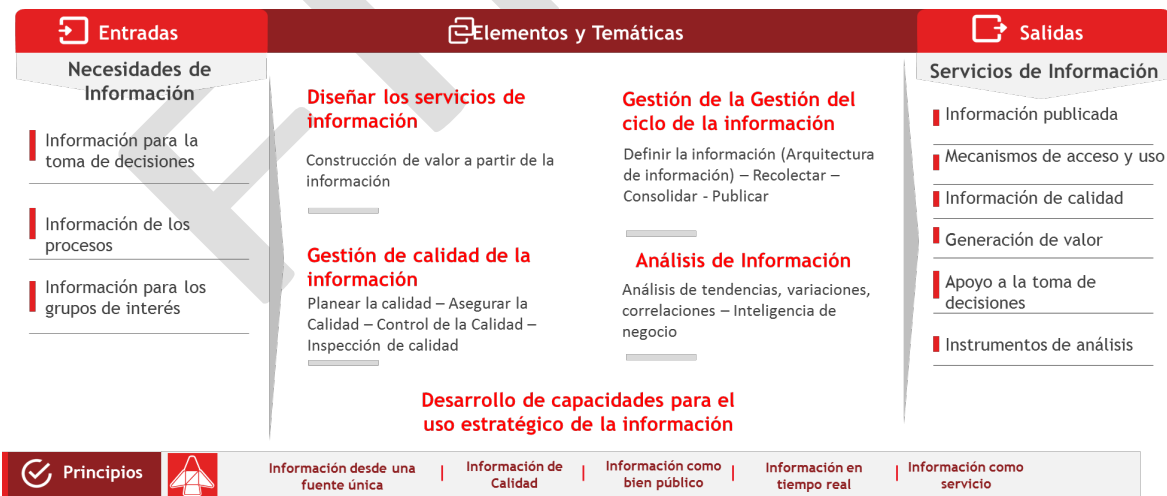 Entradas
Elementos y Temáticas
Salidas
Necesidades de
Información
Información para la
toma de decisiones
Información de los
procesos
Información para los
grupos de interés
Diseñar los servicios de
información
Construcción de valor a partir de la
información
Gestión de calidad de la
información
Planear la calidad – Asegurar la
Calidad – Control de la Calidad –
Inspección de calidad
Gestión de la Gestión del
ciclo de la información
Definir la información (Arquitectura
de información) – Recolectar –
Consolidar - Publicar
Análisis de Información
Análisis de tendencias, variaciones,
correlaciones – Inteligencia de
negocio
Desarrollo de capacidades para el
uso estratégico de la información
Servicios de Información
Información publicada
Mecanismos de acceso y uso
Información de calidad
Generación de valor
Apoyo a la toma de
decisiones
Instrumentos de análisis
Principios
Información desde una
fuente única
Información de
Calidad
Información como
bien público
Información en
tiempo real
Información como
servicio